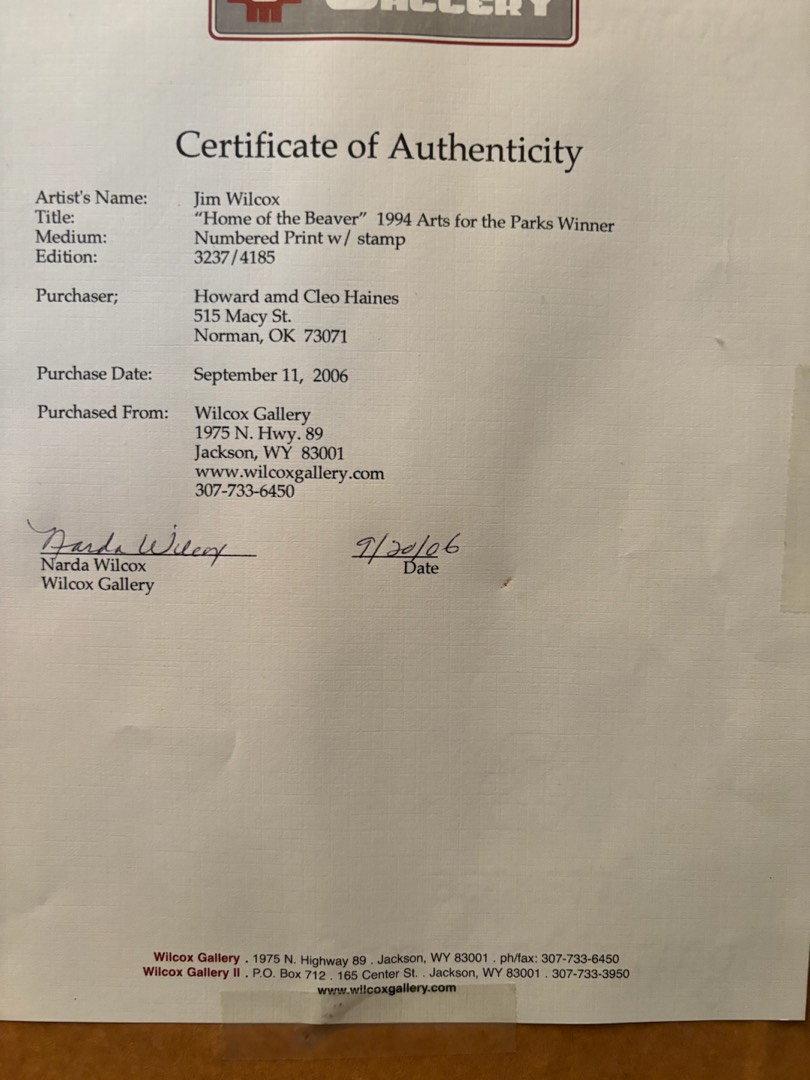 GALLERY
Certificate of Authenticity
Artist's Name: Jim Wilcox
Title: "Home of the Beaver" 1994 Arts for the Parks Winner
Medium: Numbered Print w/ stamp
Edition: 3237/4185
Purchaser; Howard amd Cleo Haines
515 Macy St.
Norman, OK 73071
Purchase Date: September 11, 2006
Purchased From: Wilcox Gallery
1975 N. Hwy. 89
Jackson, WY 83001
www.wilcoxgallery.com
307-733-6450
Narda Wilcox 9/20/06
Narda Wilcox Date
Wilcox Gallery
Wilcox Gallery . 1975 N. Highway 89 . Jackson, WY 83001 . ph/fax: 307-733-6450
Wilcox Gallery II . P.O. Box 712 . 165 Center St. . Jackson, WY 83001 . 307-733-3950
www.wilcoxgallery.com